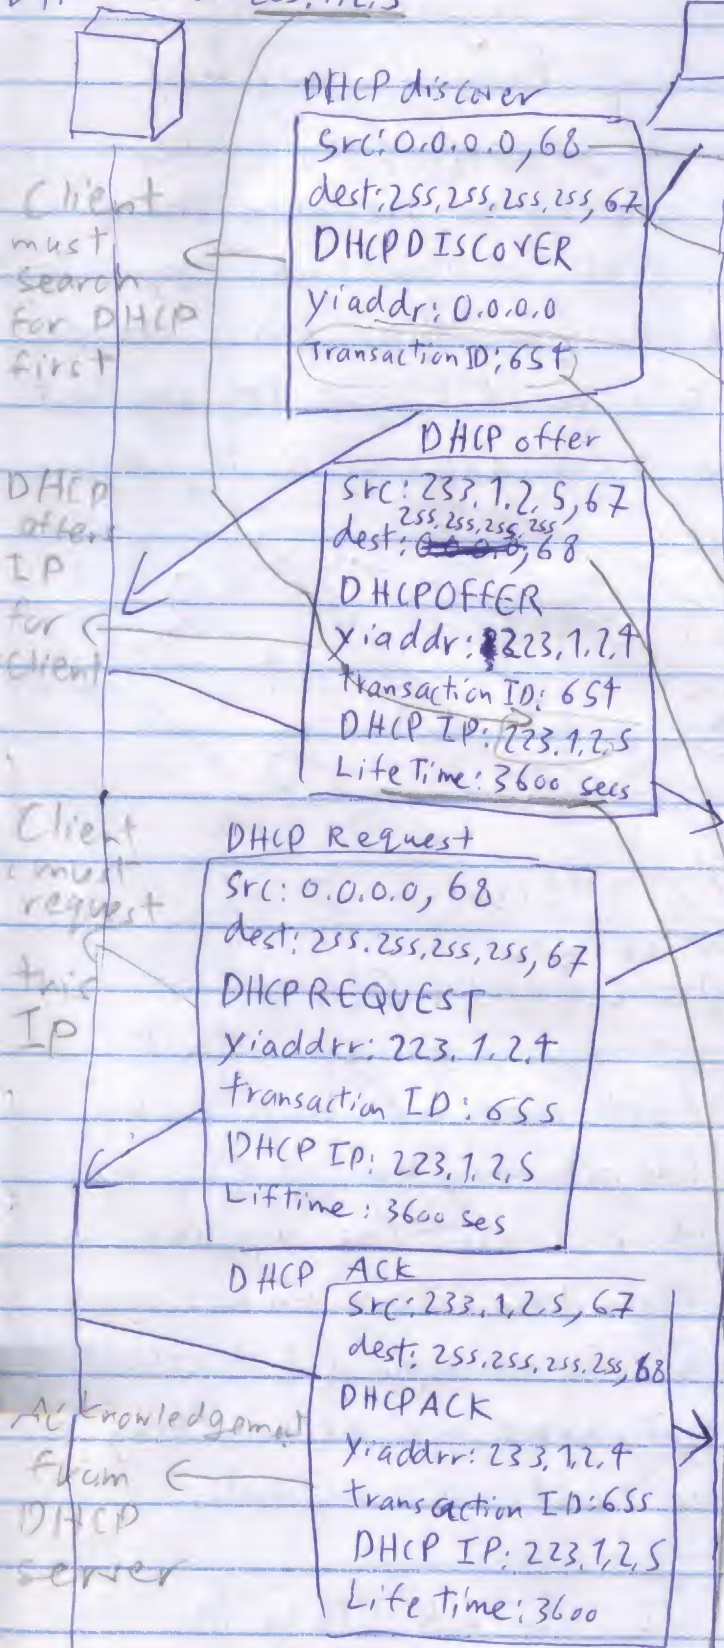 DHCP discover
Src: 0.0.0.0, 68
dest: 255, 255, 255, 255, 67
DHCPDISCOVER
Yiaddr: 0.0.0.0
Transaction ID: 654
Client
must
search
for DHCP
first
DHCP offer
Src: 233.1.2.5, 67
255.255.255.255
dest: 0.0.0.0, 68
DHCPOFFER
Yiaddr: 223.1.2.4
transaction ID: 654
DHCP IP: 223.1.2.5
Life Time: 3600 secs
DHCP
offers
IP
for
client
DHCP Request
Src: 0.0.0.0, 68
dest: 255.255.255.255, 67
DHCPREQUEST
Yiaddrr: 223.1.2.4
transaction ID: 655
DHCP IP: 223.1.2.5
Liftime: 3600 ses
Client
must
request
this
IP
DHCP ACK
Src: 233.1.2.5, 67
dest: 255.255.255.255, 68
DHCPACK
Yiaddrr: 233.1.2.4
transaction ID: 655
DHCP IP: 223.1.2.5
Life time: 3600
Acknowledgement
from
DHCP
server